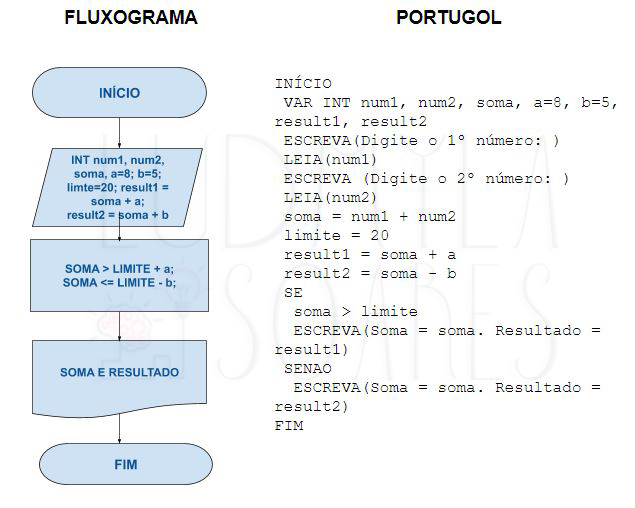 FLUXOGRAMA
INÍCIO
INT num1, num2,
soma, a=8; b=5;
limte=20; result1 =
soma + a;
result2 = soma + b
SOMA > LIMITE + a;
SOMA <= LIMITE - b;
SOMA E RESULTADO
FIM
PORTUGOL
INÍCIO
VAR INT num1, num2, soma, a=8, b=5,
result1, result2
ESCREVA(Digite o 1º número: )
LEIA(num1)
ESCREVA (Digite o 2º número: )
LEIA(num2)
soma = num1 + num2
limite = 20
result1 = soma + a
result2 = soma - b
SE
soma > limite
ESCREVA(Soma = soma. Resultado =
result1)
SENAO
ESCREVA(Soma = soma. Resultado =
result2)
FIM
LUDMYLA
SOARES